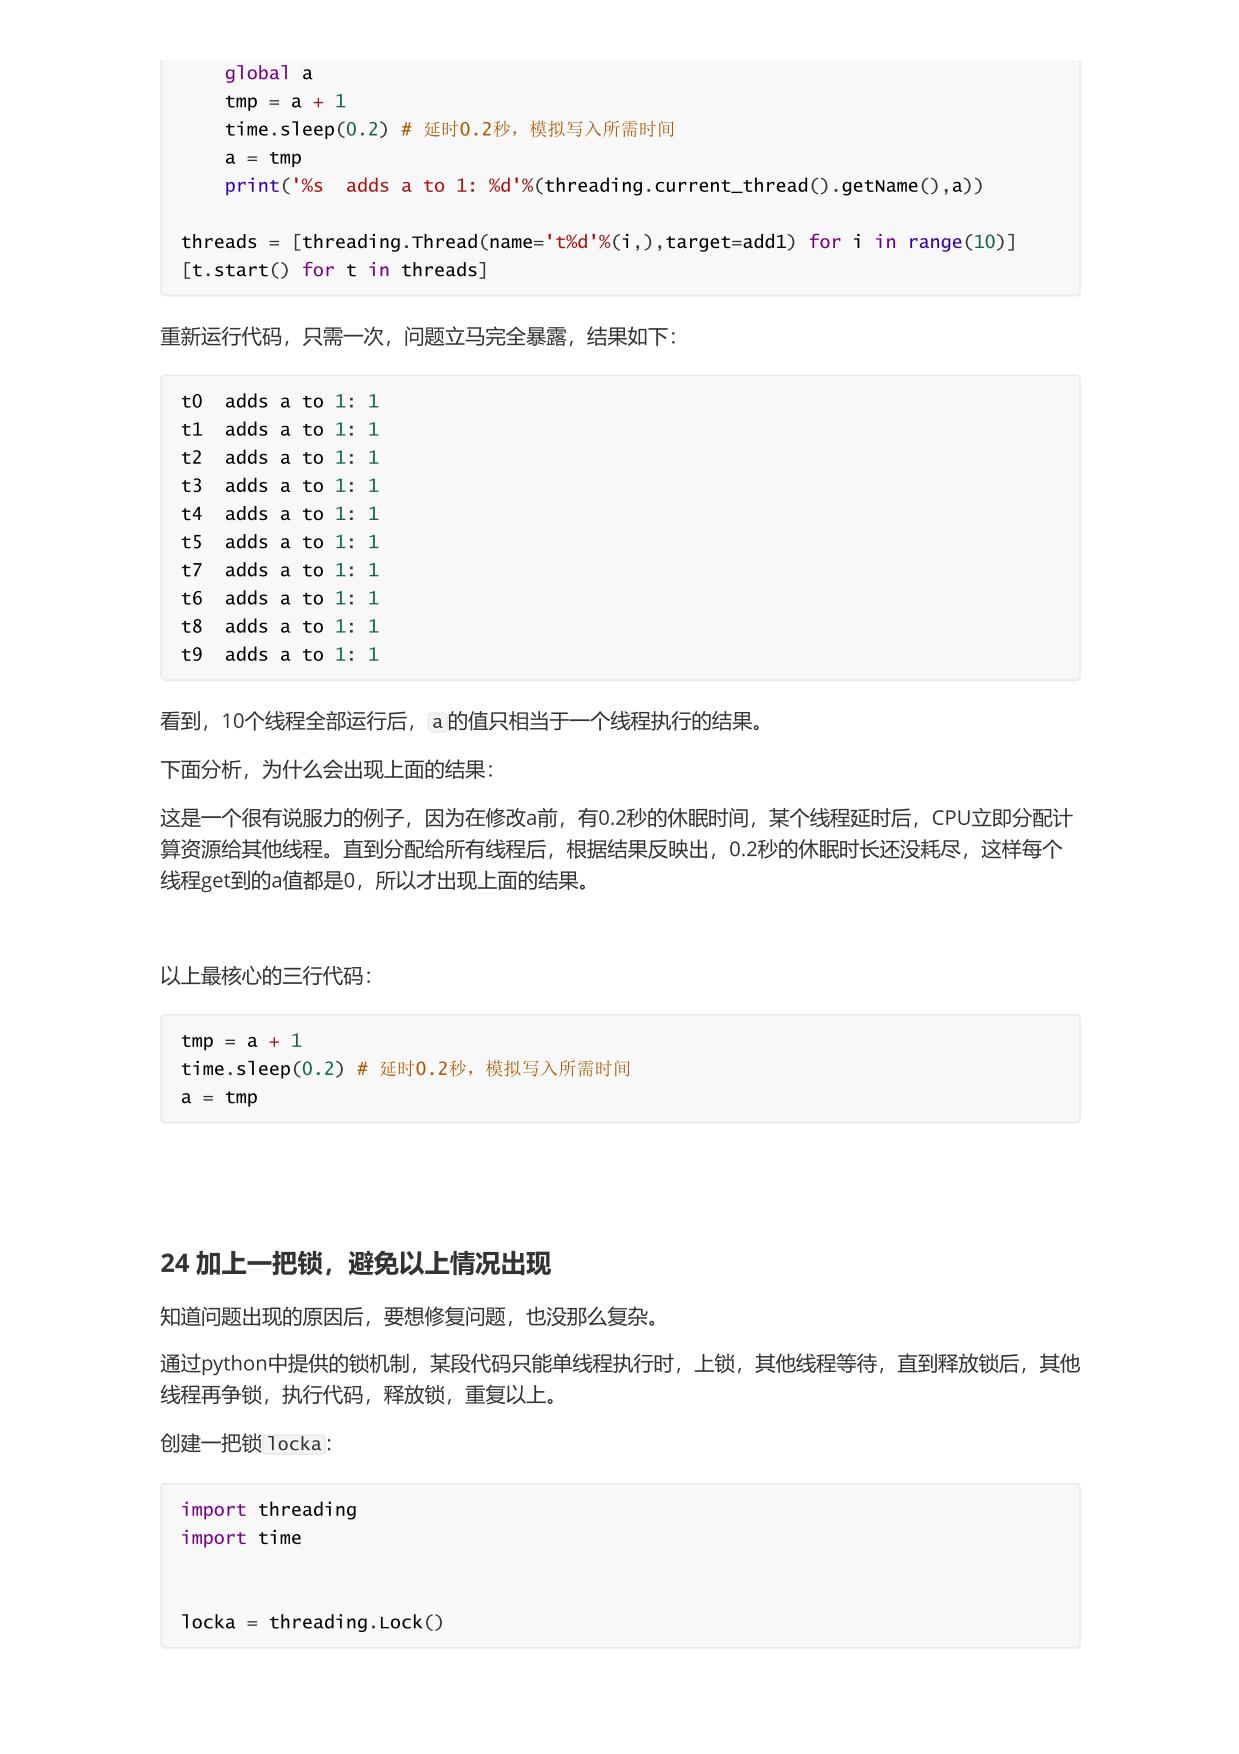 global a
    tmp = a + 1
    time.sleep(0.2) # 延时0.2秒，模拟写入所需时间
    a = tmp
    print('%s  adds a to 1: %d'%(threading.current_thread().getName(),a))
threads = [threading.Thread(name='t%d'%(i,),target=add1) for i in range(10)]
[t.start() for t in threads]
重新运行代码，只需一次，问题立马完全暴露，结果如下：
t0  adds a to 1: 1
t1  adds a to 1: 1
t2  adds a to 1: 1
t3  adds a to 1: 1
t4  adds a to 1: 1
t5  adds a to 1: 1
t7  adds a to 1: 1
t6  adds a to 1: 1
t8  adds a to 1: 1
t9  adds a to 1: 1
看到，10个线程全部运行后，a的值只相当于一个线程执行的结果。
下面分析，为什么会出现上面的结果：
这是一个很有说服力的例子，因为在修改a前，有0.2秒的休眠时间，某个线程延时后，CPU立即分配计
算资源给其他线程。直到分配给所有线程后，根据结果反映出，0.2秒的休眠时长还没耗尽，这样每个
线程get到的a值都是0，所以才出现上面的结果。
以上最核心的三行代码：
tmp = a + 1
time.sleep(0.2) # 延时0.2秒，模拟写入所需时间
a = tmp
24 加上一把锁，避免以上情况出现
知道问题出现的原因后，要想修复问题，也没那么复杂。
通过python中提供的锁机制，某段代码只能单线程执行时，上锁，其他线程等待，直到释放锁后，其他
线程再争锁，执行代码，释放锁，重复以上。
创建一把锁locka：
import threading
import time
locka = threading.Lock()